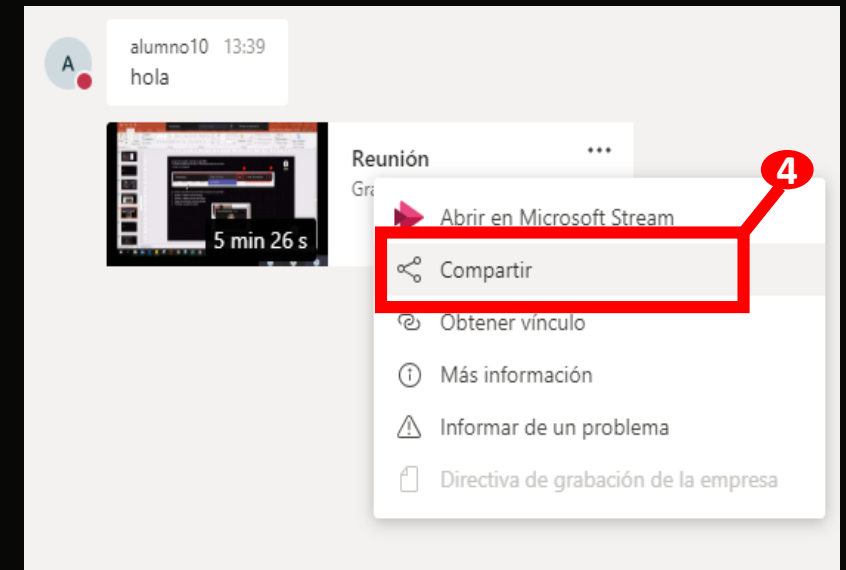 A
alumno10 13:39
hola
Reunión
...
4
Gra
5 min 26 s
Abrir en Microsoft Stream
Compartir
Obtener vínculo
Más información
Informar de un problema
Directiva de grabación de la empresa